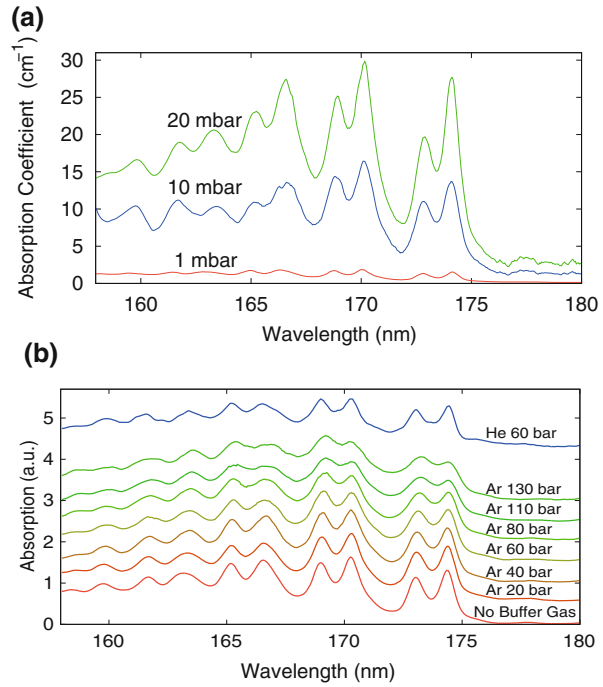 (a)
Absorption Coefficient (cm⁻¹)
30
25
20
15
10
5
0
20 mbar
10 mbar
1 mbar
160 165 170 175 180
Wavelength (nm)
(b)
Absorption (a.u.)
5
4
3
2
1
0
He 60 bar
Ar 130 bar
Ar 110 bar
Ar 80 bar
Ar 60 bar
Ar 40 bar
Ar 20 bar
No Buffer Gas
160 165 170 175 180
Wavelength (nm)